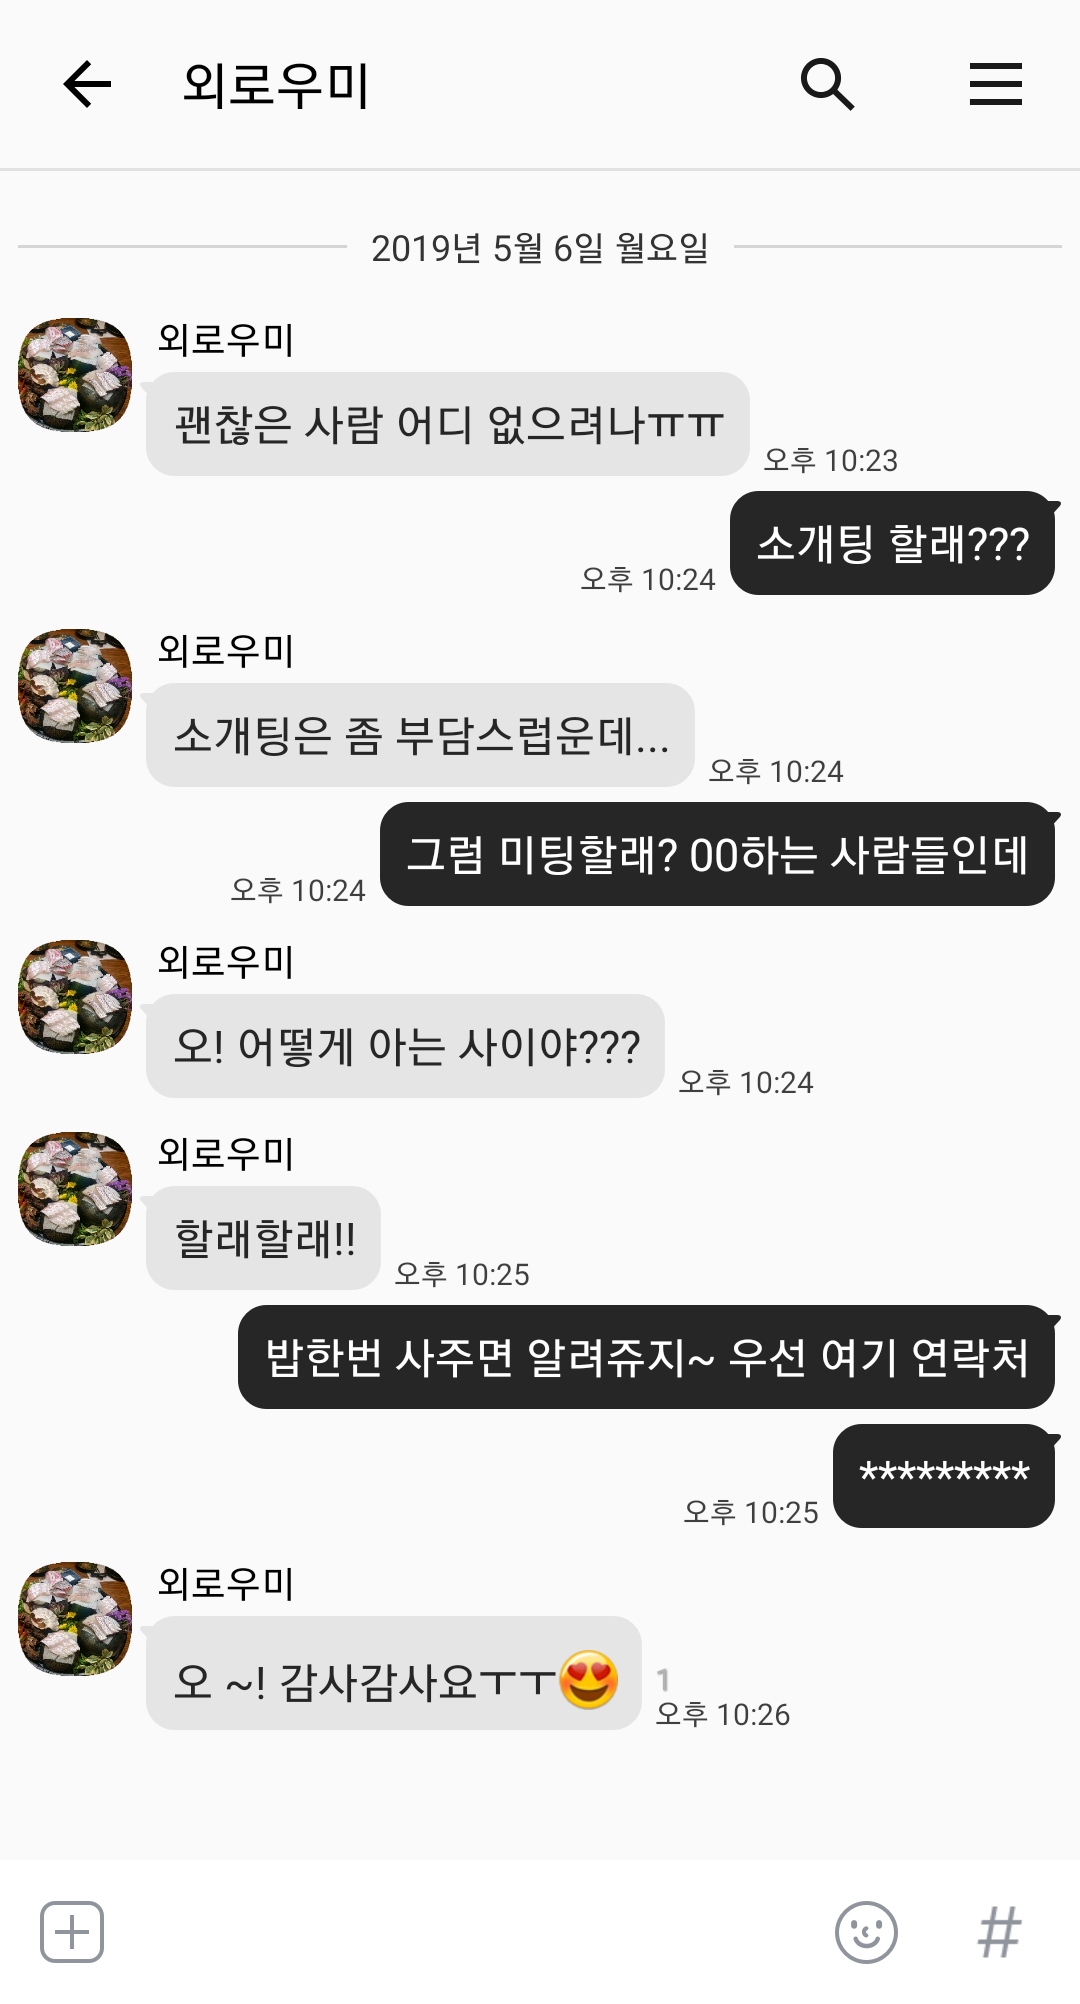 외로우미
2019년 5월 6일 월요일
외로우미
괜찮은 사람 어디 없으려나ㅠㅠ
오후 10:23
소개팅 할래???
오후 10:24
외로우미
소개팅은 좀 부담스럽운데...
오후 10:24
그럼 미팅할래? 00하는 사람들인데
오후 10:24
외로우미
오! 어떻게 아는 사이야???
오후 10:24
외로우미
할래할래!!
오후 10:25
밥한번 사주면 알려쥬지~ 우선 여기 연락처
*********
오후 10:25
외로우미
오 ~! 감사감사요ㅜㅜ😍
1
오후 10:26
#